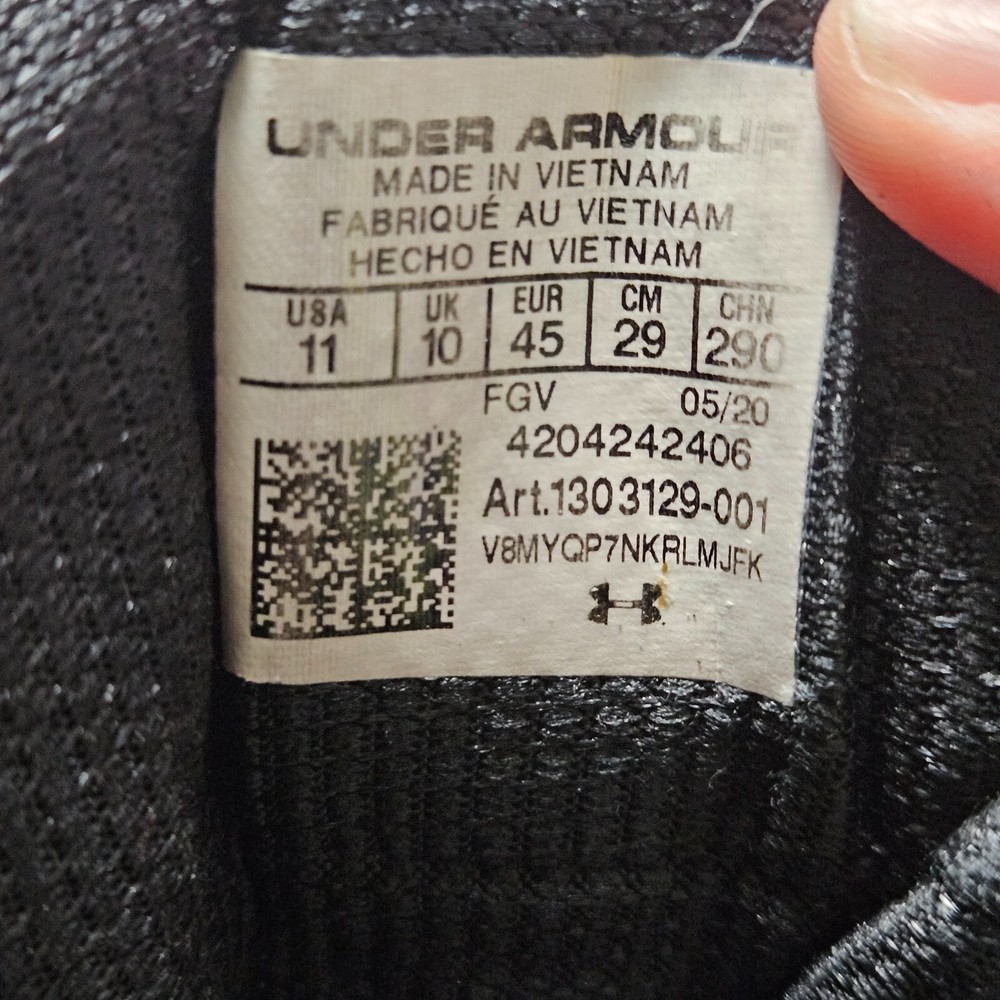 UNDER ARMOUR
MADE IN VIETNAM
FABRIQUÉ AU VIETNAM
HECHO EN VIETNAM
USA UK EUR CM CHN
11 10 45 29 290
FGV 05/20
4204242406
Art.1303129-001
V8MYQP7NKRLMJFK